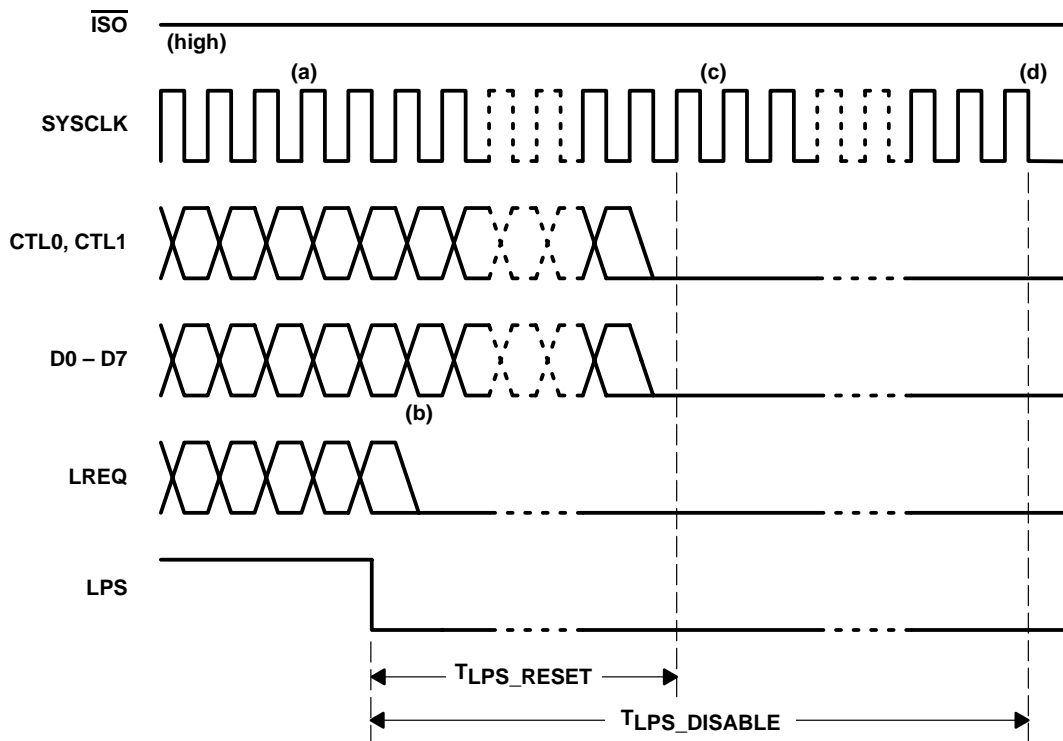 ISO
(high)
(a) (c) (d)
SYSCLK
CTL0, CTL1
D0 – D7
(b)
LREQ
LPS
TLPS_RESET
TLPS_DISABLE